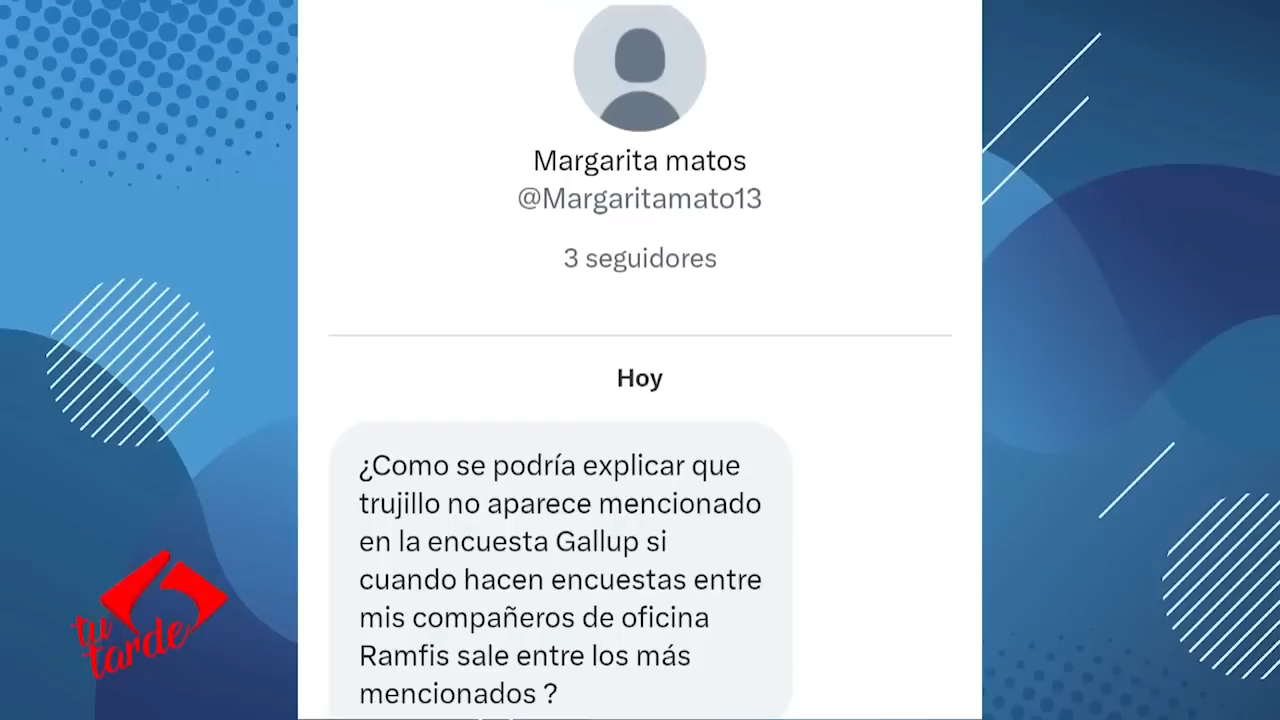 Margarita matos
@Margaritamato13
3 seguidores
Hoy
¿Como se podría explicar que
trujillo no aparece mencionado
en la encuesta Gallup si
cuando hacen encuestas entre
mis compañeros de oficina
Ramfis sale entre los más
mencionados ?
tu
tarde